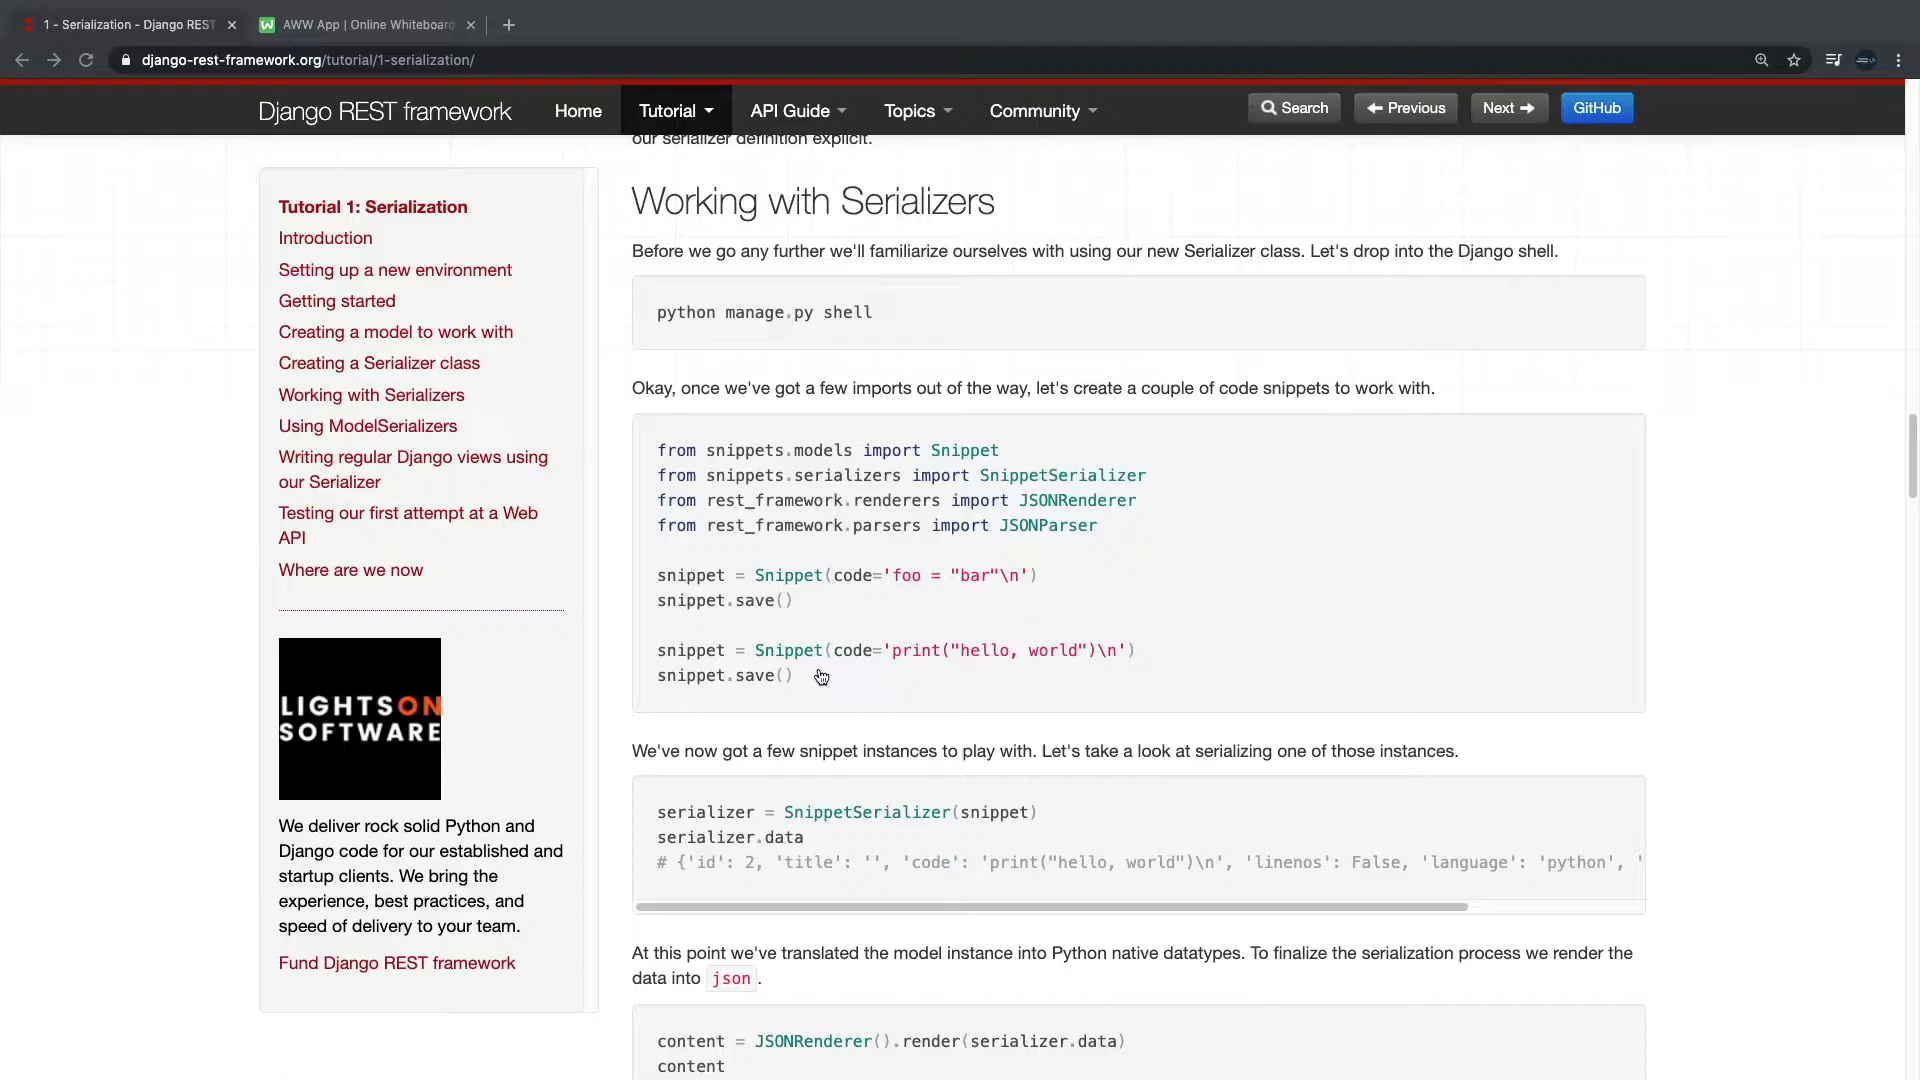 1 - Serialization - Django REST
AWW App | Online Whiteboard
django-rest-framework.org/tutorial/1-serialization/
Django REST framework
Home
Tutorial
API Guide
Topics
Community
Search
Previous
Next
GitHub
our serializer definition explicit.
Tutorial 1: Serialization
Introduction
Setting up a new environment
Getting started
Creating a model to work with
Creating a Serializer class
Working with Serializers
Using ModelSerializers
Writing regular Django views using
our Serializer
Testing our first attempt at a Web
API
Where are we now
LIGHTSON
SOFTWARE
We deliver rock solid Python and
Django code for our established and
startup clients. We bring the
experience, best practices, and
speed of delivery to your team.
Fund Django REST framework
Working with Serializers
Before we go any further we'll familiarize ourselves with using our new Serializer class. Let's drop into the Django shell.
python manage.py shell
Okay, once we've got a few imports out of the way, let's create a couple of code snippets to work with.
from snippets.models import Snippet
from snippets.serializers import SnippetSerializer
from rest_framework.renderers import JSONRenderer
from rest_framework.parsers import JSONParser
snippet = Snippet(code='foo = "bar"\n')
snippet.save()
snippet = Snippet(code='print("hello, world")\n')
snippet.save()
We've now got a few snippet instances to play with. Let's take a look at serializing one of those instances.
serializer = SnippetSerializer(snippet)
serializer.data
# {'id': 2, 'title': '', 'code': 'print("hello, world")\n', 'linenos': False, 'language': 'python', '
At this point we've translated the model instance into Python native datatypes. To finalize the serialization process we render the
data into json.
content = JSONRenderer().render(serializer.data)
content